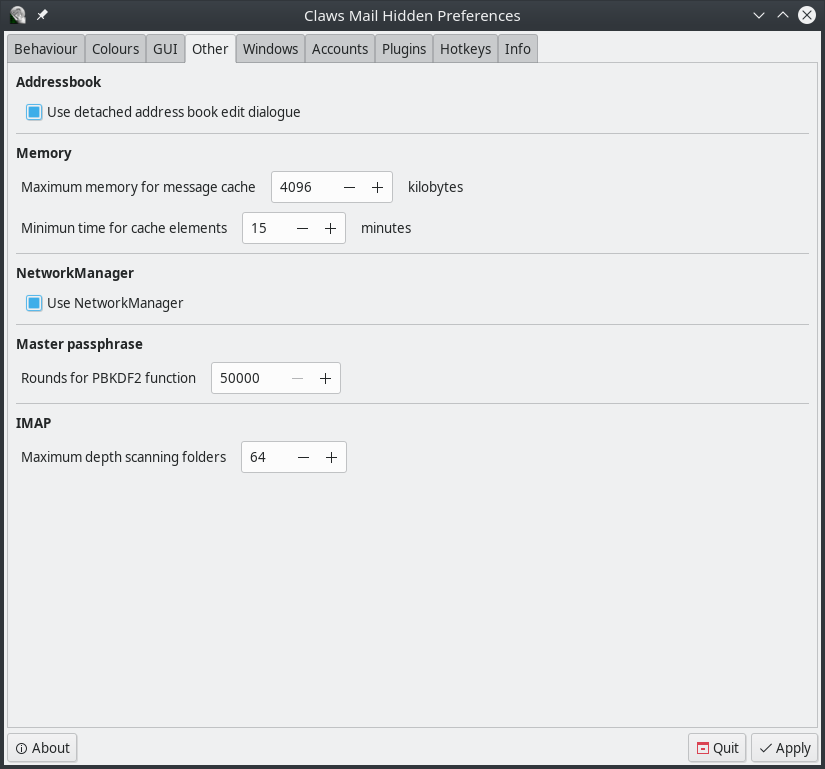 Claws Mail Hidden Preferences
Behaviour Colours GUI Other Windows Accounts Plugins Hotkeys Info
Addressbook
Use detached address book edit dialogue
Memory
Maximum memory for message cache 4096 kilobytes
Minimun time for cache elements 15 minutes
NetworkManager
Use NetworkManager
Master passphrase
Rounds for PBKDF2 function 50000
IMAP
Maximum depth scanning folders 64
About Quit Apply